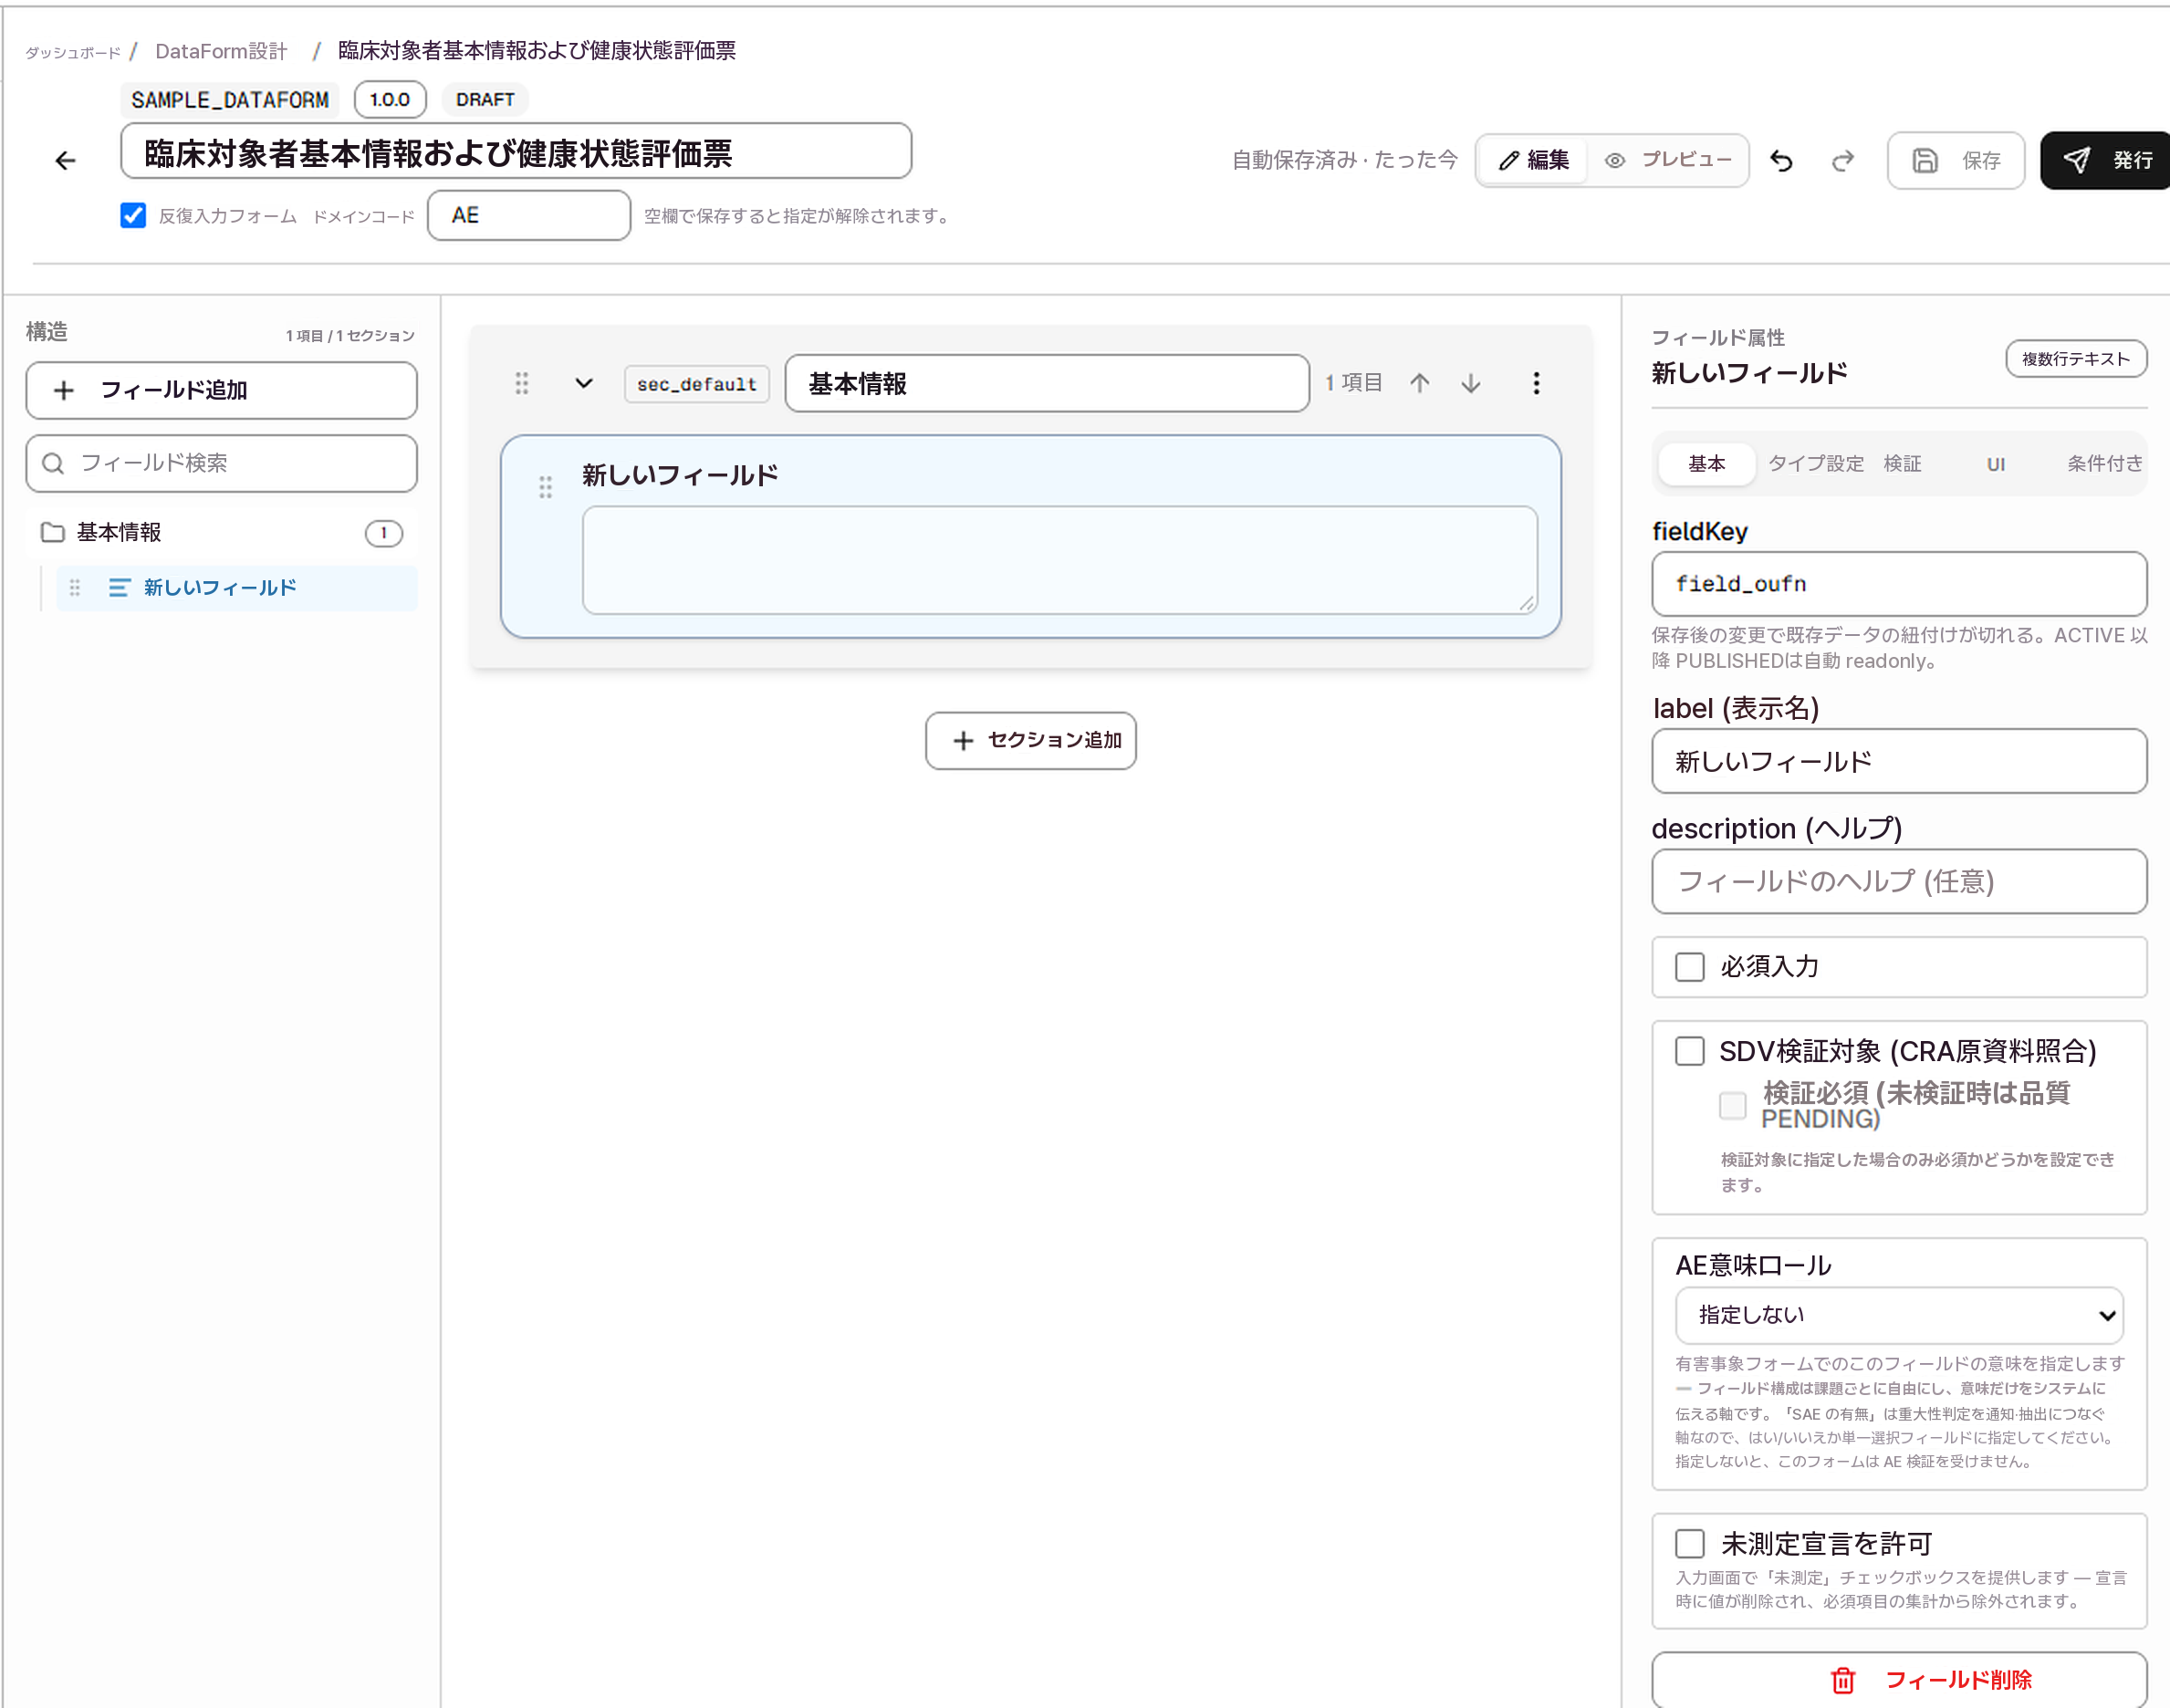 ダッシュボード / DataForm設計 / 臨床対象者基本情報および健康状態評価票
SAMPLE_DATAFORM 1.0.0 DRAFT
臨床対象者基本情報および健康状態評価票
自動保存済み · たった今 編集 プレビュー 保存 発行
反復入力フォーム ドメインコード AE 空欄で保存すると指定が解除されます。
構造 1 項目 / 1 セクション
フィールド追加
フィールド検索
基本情報 1
新しいフィールド
sec_default 基本情報 1 項目
新しいフィールド
セクション追加
フィールド属性
新しいフィールド 複数行テキスト
基本 タイプ設定 検証 UI 条件付き
fieldKey
field_oufn
保存後の変更で既存データの紐付けが切れる。ACTIVE 以
降 PUBLISHEDは自動 readonly。
label (表示名)
新しいフィールド
description (ヘルプ)
フィールドのヘルプ (任意)
必須入力
SDV検証対象 (CRA原資料照合)
検証必須 (未検証時は品質
PENDING)
検証対象に指定した場合のみ必須かどうかを設定でき
ます。
AE意味ロール
指定しない
有害事象フォームでのこのフィールドの意味を指定します
— フィールド構成は課題ごとに自由にし、意味だけをシステムに
伝える軸です。「SAE の有無」は重大性判定を通知·抽出につなぐ
軸なので、はい/いいえか単一選択フィールドに指定してください。
指定しないと、このフォームは AE 検証を受けません。
未測定宣言を許可
入力画面で「未測定」チェックボックスを提供します — 宣言
時に値が削除され、必須項目の集計から除外されます。
フィールド削除